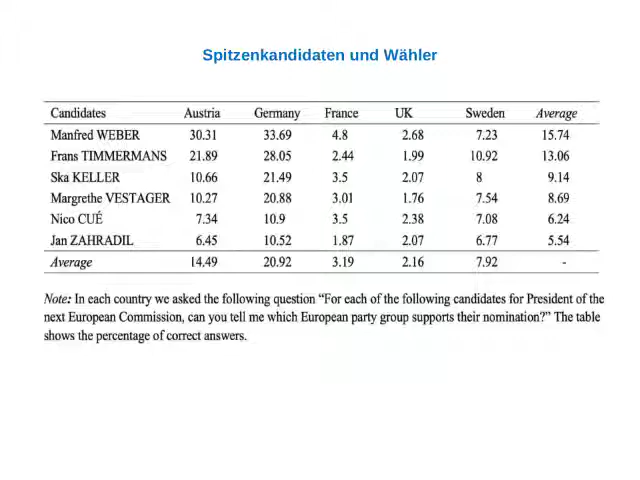 Spitzenkandidaten und Wähler
Candidates Austria Germany France UK Sweden Average
Manfred WEBER 30.31 33.69 4.8 2.68 7.23 15.74
Frans TIMMERMANS 21.89 28.05 2.44 1.99 10.92 13.06
Ska KELLER 10.66 21.49 3.5 2.07 8 9.14
Margrethe VESTAGER 10.27 20.88 3.01 1.76 7.54 8.69
Nico CUÉ 7.34 10.9 3.5 2.38 7.08 6.24
Jan ZAHRADIL 6.45 10.52 1.87 2.07 6.77 5.54
Average 14.49 20.92 3.19 2.16 7.92 -
Note: In each country we asked the following question “For each of the following candidates for President of the
next European Commission, can you tell me which European party group supports their nomination?” The table
shows the percentage of correct answers.